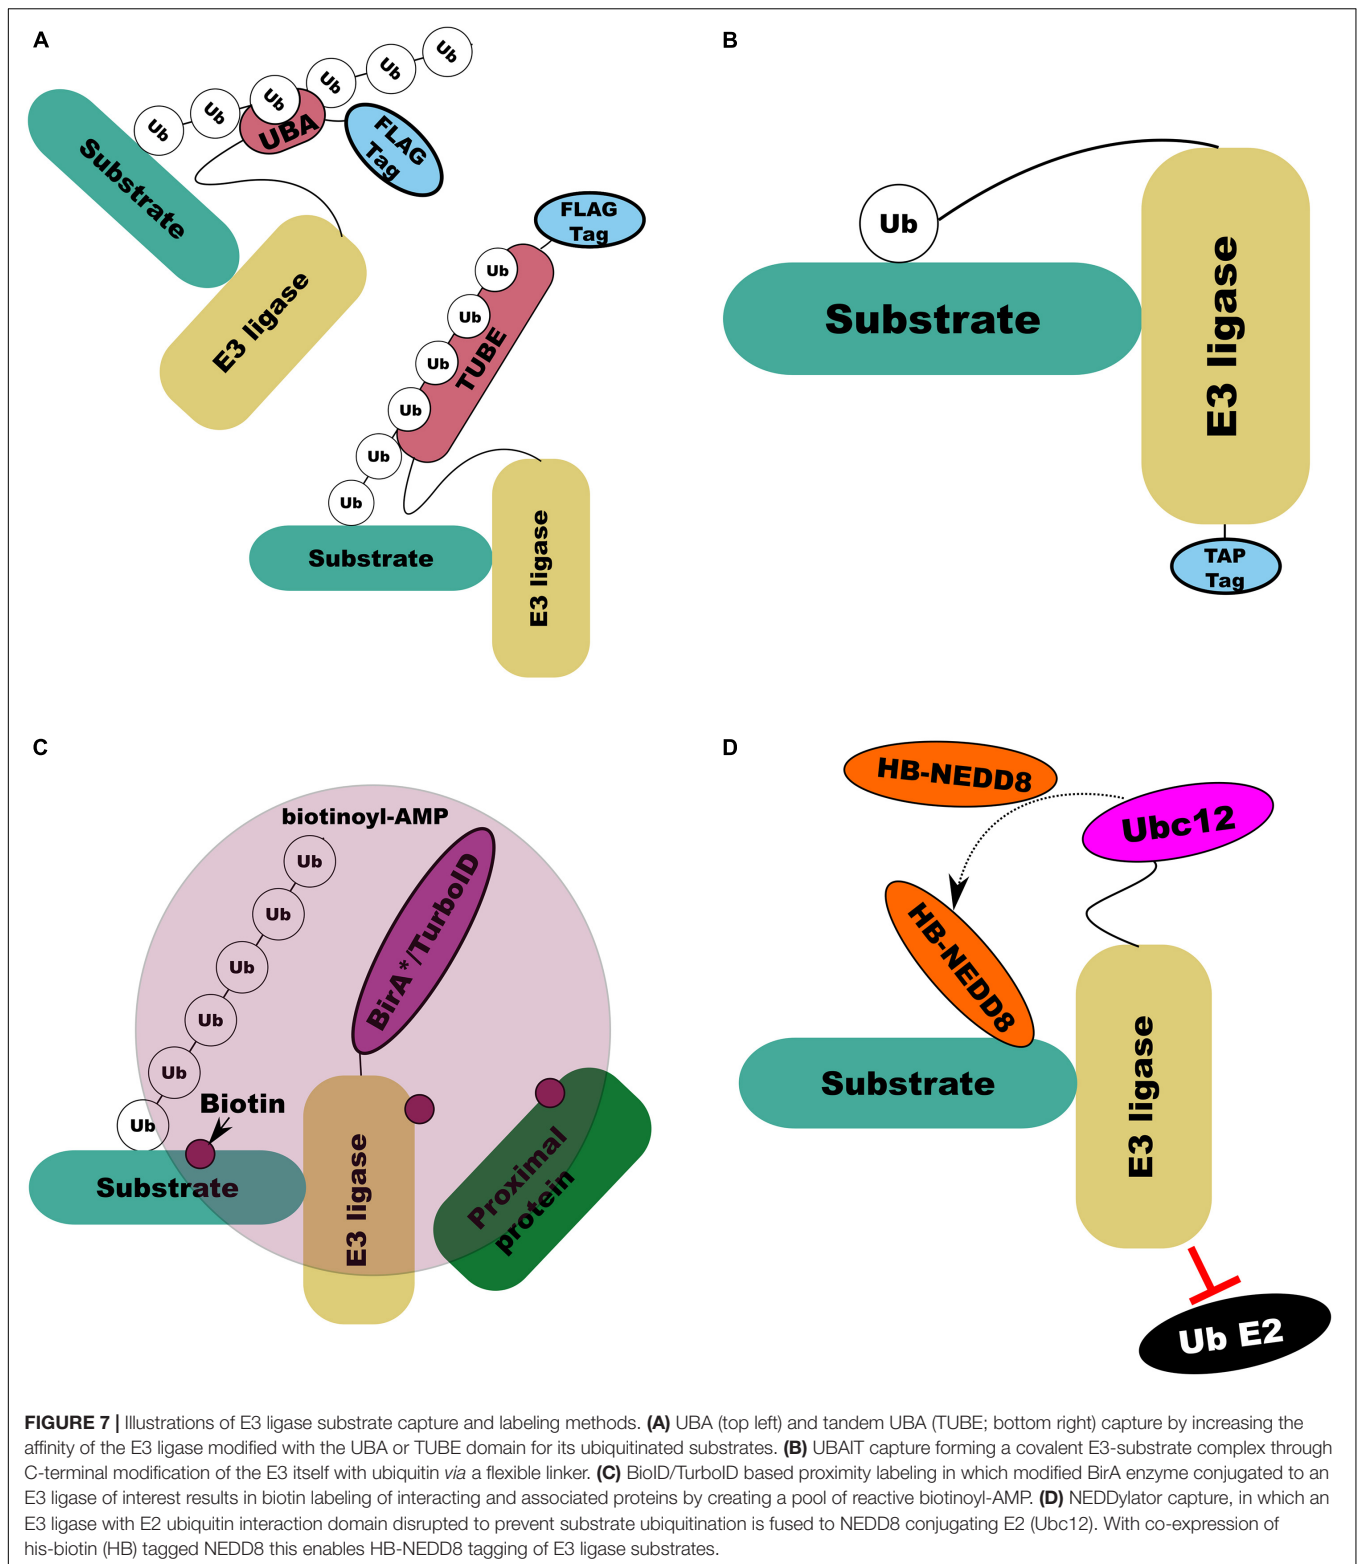 A
Ub
Ub
Ub
Ub
Ub
Ub
UBA
FLAG
Tag
Substrate
E3 ligase
FLAG
Tag
Ub
Ub
Ub
Ub
Ub
Ub
TUBE
Substrate
E3 ligase
B
Ub
Substrate
E3 ligase
TAP
Tag
C
biotinoyl-AMP
Ub
Ub
Ub
Ub
Ub
Ub
BirA*/TurboID
Biotin
Substrate
E3 ligase
Proximal
protein
D
HB-NEDD8
Ubc12
HB-NEDD8
Substrate
E3 ligase
Ub E2
FIGURE 7 | Illustrations of E3 ligase substrate capture and labeling methods. (A) UBA (top left) and tandem UBA (TUBE; bottom right) capture by increasing the
affinity of the E3 ligase modified with the UBA or TUBE domain for its ubiquitinated substrates. (B) UBAIT capture forming a covalent E3-substrate complex through
C-terminal modification of the E3 itself with ubiquitin via a flexible linker. (C) BioID/TurboID based proximity labeling in which modified BirA enzyme conjugated to an
E3 ligase of interest results in biotin labeling of interacting and associated proteins by creating a pool of reactive biotinoyl-AMP. (D) NEDDylator capture, in which an
E3 ligase with E2 ubiquitin interaction domain disrupted to prevent substrate ubiquitination is fused to NEDD8 conjugating E2 (Ubc12). With co-expression of
his-biotin (HB) tagged NEDD8 this enables HB-NEDD8 tagging of E3 ligase substrates.